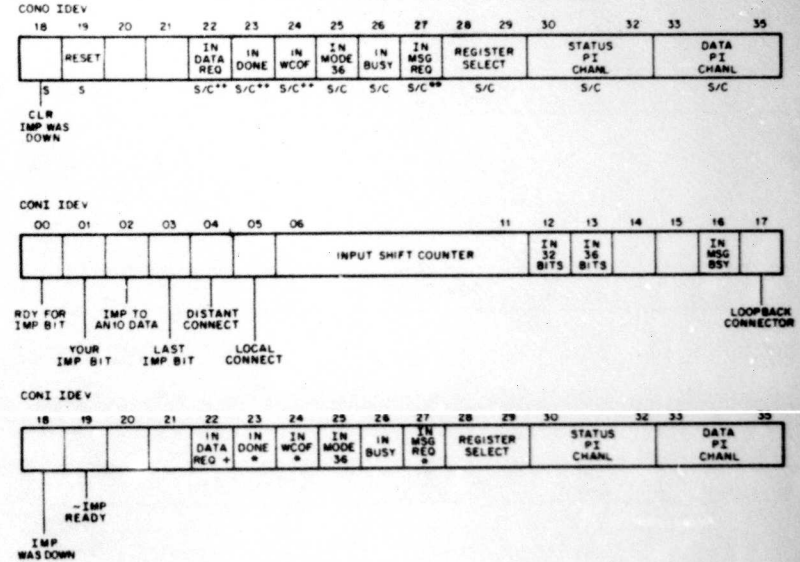 CONO IDEV
18 19 20 21 22 23 24 25 26 27 28 29 30 32 33 35
RESET
IN DATA REQ
IN DONE
IN WCOF
IN MODE 36
IN BUSY
IN MSG REQ
REGISTER SELECT
STATUS PI CHANL
DATA PI CHANL
S S S/C** S/C** S/C** S/C S/C S/C** S/C S/C S/C
CLR IMP WAS DOWN
CONI IDEV
00 01 02 03 04 05 06 11 12 13 14 15 16 17
INPUT SHIFT COUNTER
IN 32 BITS
IN 36 BITS
IN MSG BSY
RDY FOR IMP BIT
YOUR IMP BIT
IMP TO AN10 DATA
LAST IMP BIT
DISTANT CONNECT
LOCAL CONNECT
LOOPBACK CONNECTOR
CONI IDEV
18 19 20 21 22 23 24 25 26 27 28 29 30 32 33 35
IN DATA REQ +
IN DONE *
IN WCOF *
IN MODE 36
IN BUSY
IN MSG REQ *
REGISTER SELECT
STATUS PI CHANL
DATA PI CHANL
~IMP READY
IMP WAS DOWN